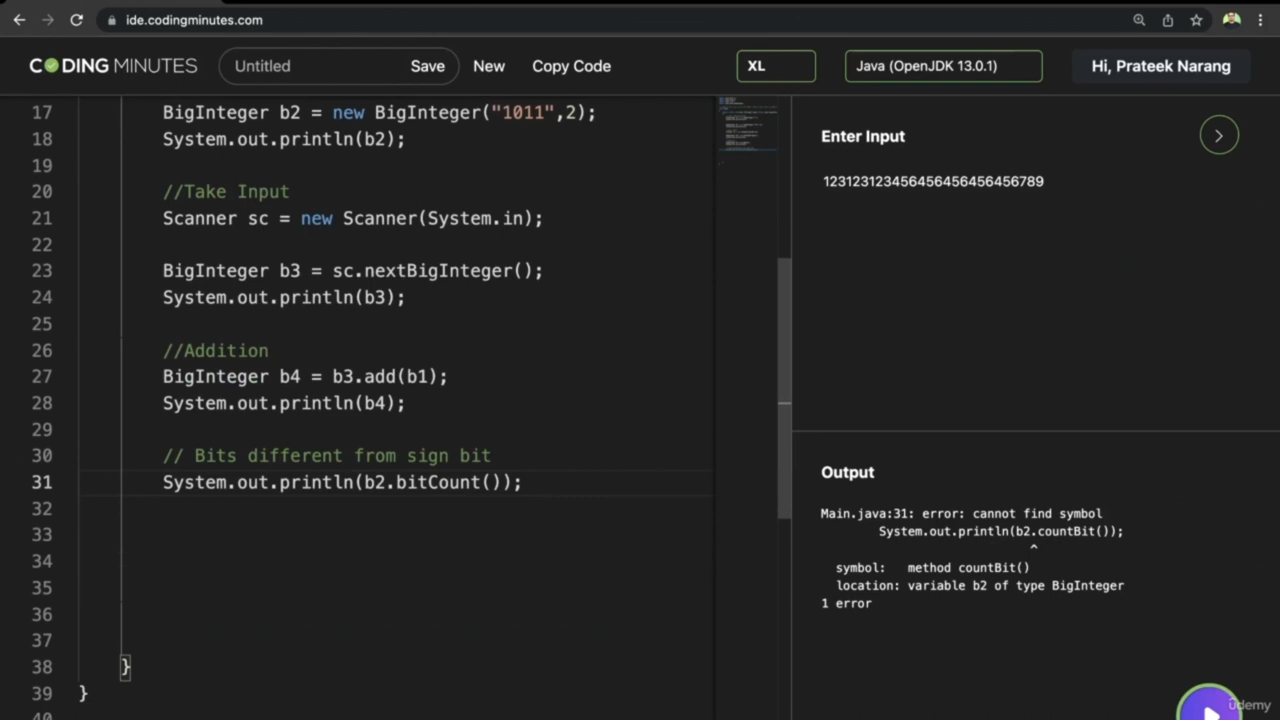 ide.codingminutes.com
CODING MINUTES
Untitled
Save
New
Copy Code
XL
Java (OpenJDK 13.0.1)
Hi, Prateek Narang
17 BigInteger b2 = new BigInteger("1011",2);
18 System.out.println(b2);
19
20 //Take Input
21 Scanner sc = new Scanner(System.in);
22
23 BigInteger b3 = sc.nextBigInteger();
24 System.out.println(b3);
25
26 //Addition
27 BigInteger b4 = b3.add(b1);
28 System.out.println(b4);
29
30 // Bits different from sign bit
31 System.out.println(b2.bitCount());
32
33
34
35
36
37
38 }
39 }
40
Enter Input
123123123456456456456456789
Output
Main.java:31: error: cannot find symbol
System.out.println(b2.countBit());
^
symbol: method countBit()
location: variable b2 of type BigInteger
1 error
udemy